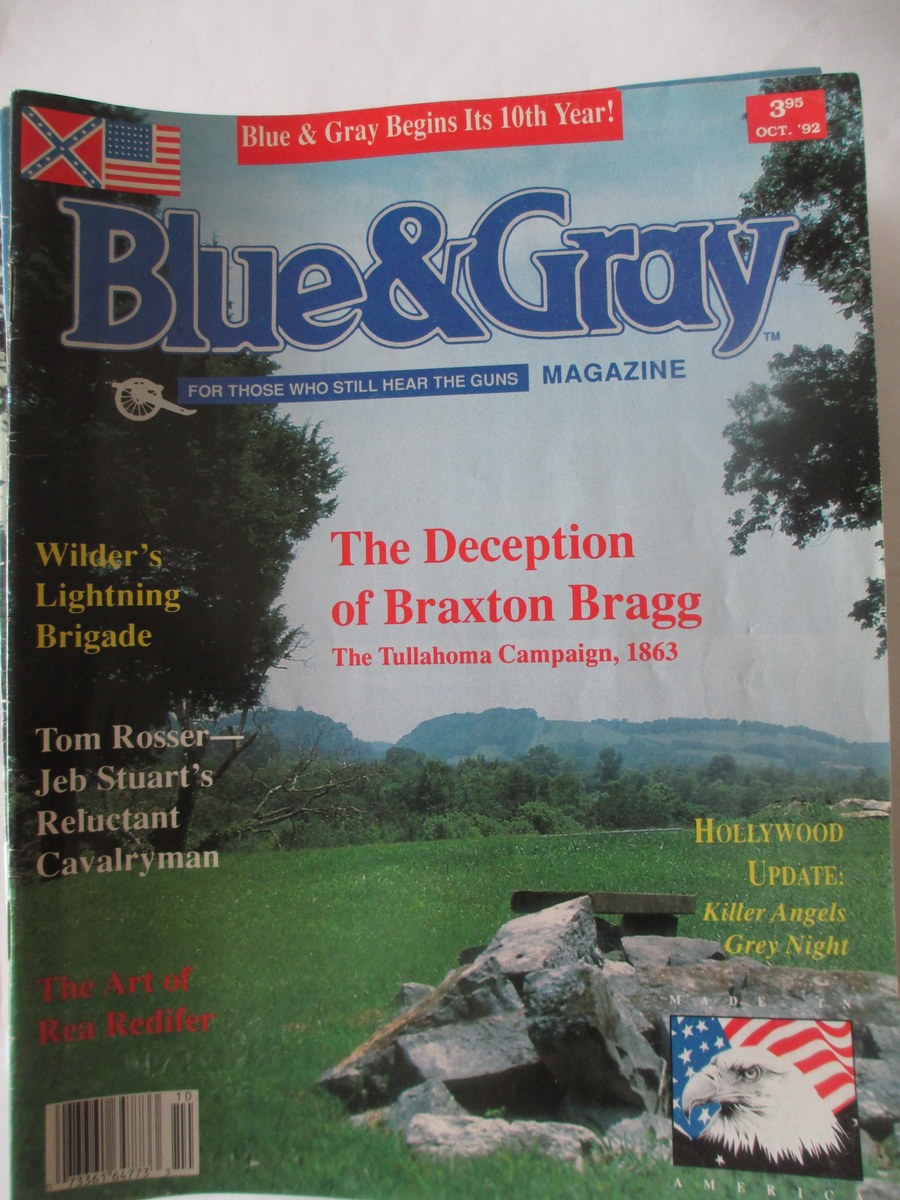 Blue & Gray Begins Its 10th Year!
3.95
OCT. '92
Blue&Gray
TM
FOR THOSE WHO STILL HEAR THE GUNS
MAGAZINE
Wilder's
Lightning
Brigade
The Deception
of Braxton Bragg
The Tullahoma Campaign, 1863
Tom Rosser—
Jeb Stuart's
Reluctant
Cavalryman
HOLLYWOOD
UPDATE:
Killer Angels
Grey Night
The Art of
Rea Redifer
MADE IN
AMERICA
10